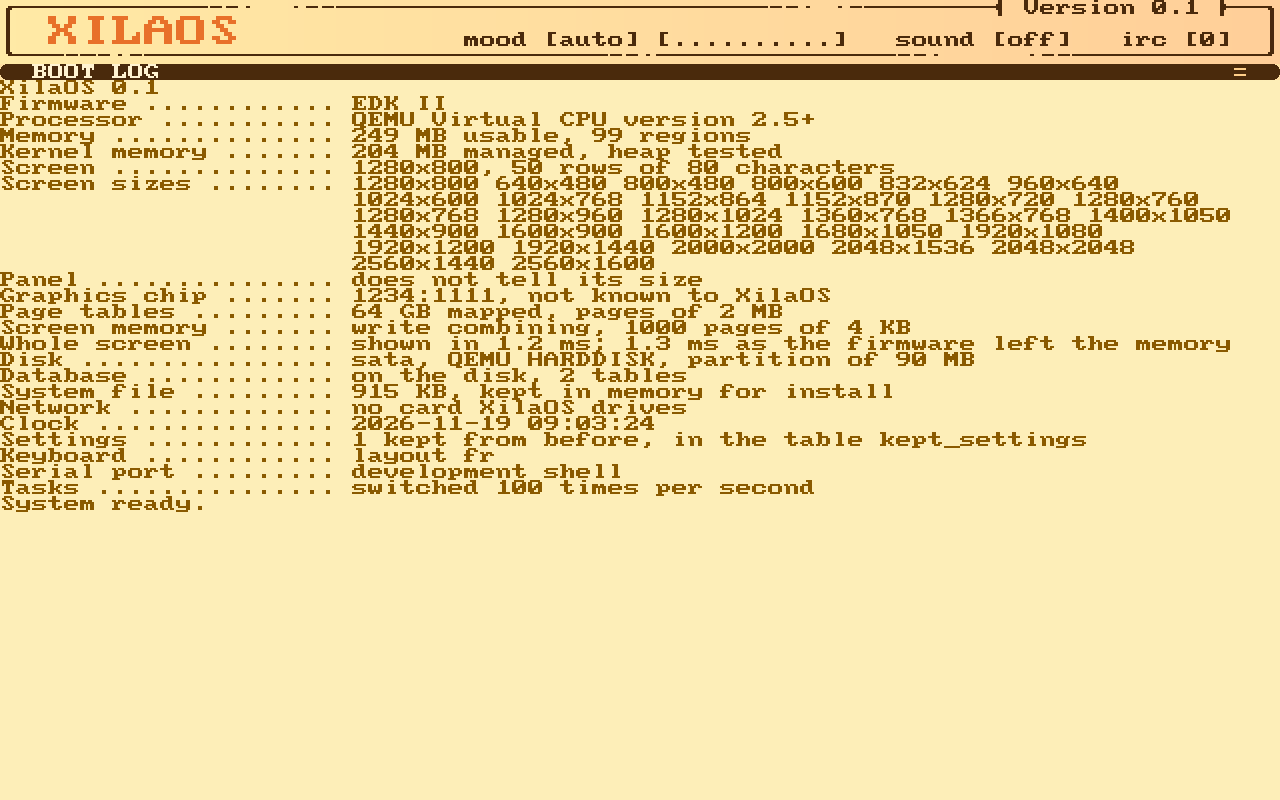 Version 0.1
XILAOS
mood [auto] [..........] sound [off] irc [0]
BOOT LOG =
XilaOS 0.1
Firmware ............ EDK II
Processor ........... QEMU Virtual CPU version 2.5+
Memory .............. 249 MB usable, 99 regions
Kernel memory ....... 204 MB managed, heap tested
Screen .............. 1280x800, 50 rows of 80 characters
Screen sizes ........ 1280x800 640x480 800x480 800x600 832x624 960x640
1024x600 1024x768 1152x864 1152x870 1280x720 1280x760
1280x768 1280x960 1280x1024 1360x768 1366x768 1400x1050
1440x900 1600x900 1600x1200 1680x1050 1920x1080
1920x1200 1920x1440 2000x2000 2048x1536 2048x2048
2560x1440 2560x1600
Panel ............... does not tell its size
Graphics chip ....... 1234:1111, not known to XilaOS
Page tables ......... 64 GB mapped, pages of 2 MB
Screen memory ....... write combining, 1000 pages of 4 KB
Whole screen ........ shown in 1.2 ms; 1.3 ms as the firmware left the memory
Disk ................ sata, QEMU HARDDISK, partition of 90 MB
Database ............ on the disk, 2 tables
System file ......... 915 KB, kept in memory for install
Network ............. no card XilaOS drives
Clock ............... 2026-11-19 09:03:24
Settings ............ 1 kept from before, in the table kept_settings
Keyboard ............ layout fr
Serial port ......... development shell
Tasks ............... switched 100 times per second
System ready.